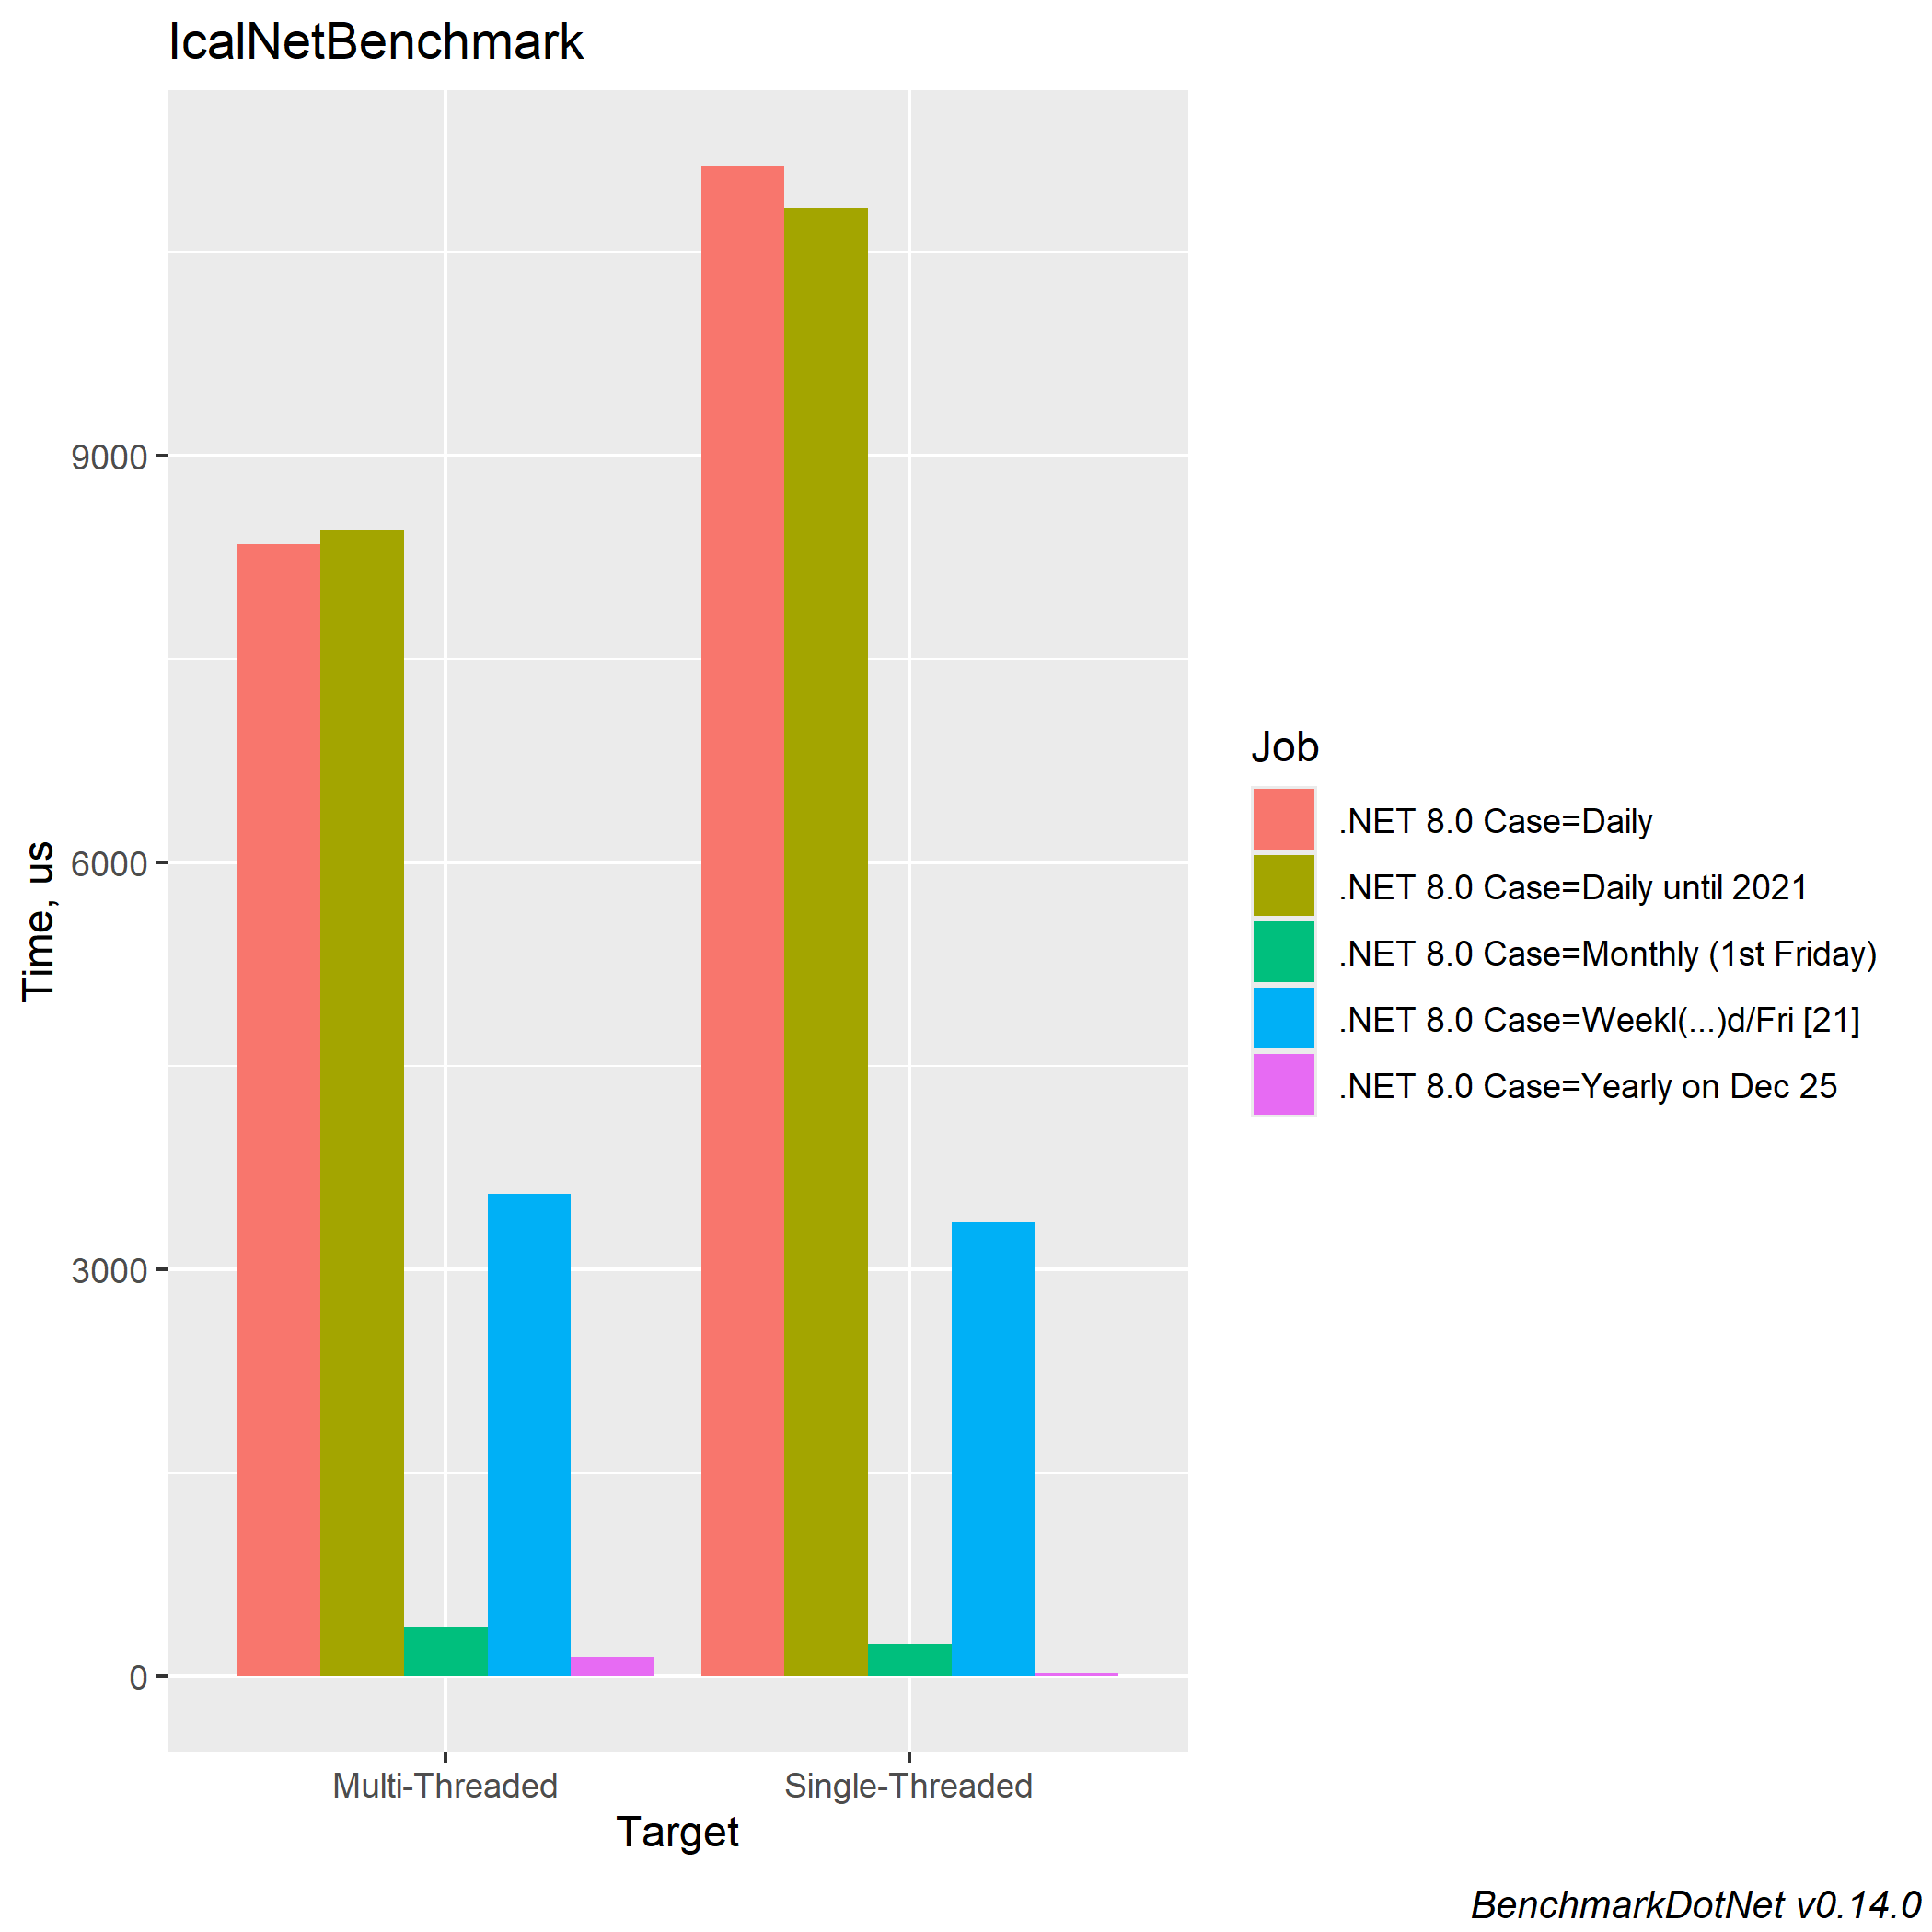 IcalNetBenchmark
Time, us
9000
6000
3000
0
Multi-Threaded
Single-Threaded
Target
Job
.NET 8.0 Case=Daily
.NET 8.0 Case=Daily until 2021
.NET 8.0 Case=Monthly (1st Friday)
.NET 8.0 Case=Weekl(...)d/Fri [21]
.NET 8.0 Case=Yearly on Dec 25
BenchmarkDotNet v0.14.0